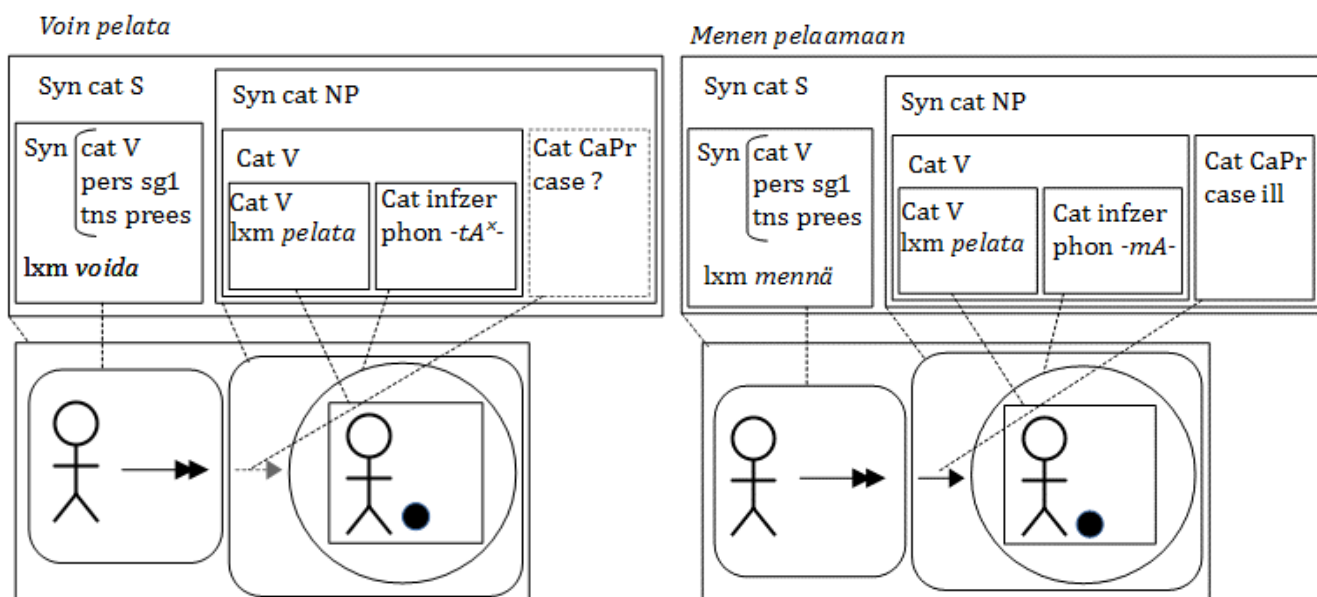 Voin pelata
Syn cat S
Syn cat NP
Syn cat V
pers sg1
tns prees
lxm voida
Cat V
Cat V
lxm pelata
Cat infzer
phon -tAˣ-
Cat CaPr
case ?
Menen pelaamaan
Syn cat S
Syn cat NP
Syn cat V
pers sg1
tns prees
lxm mennä
Cat V
Cat V
lxm pelata
Cat infzer
phon -mA-
Cat CaPr
case ill